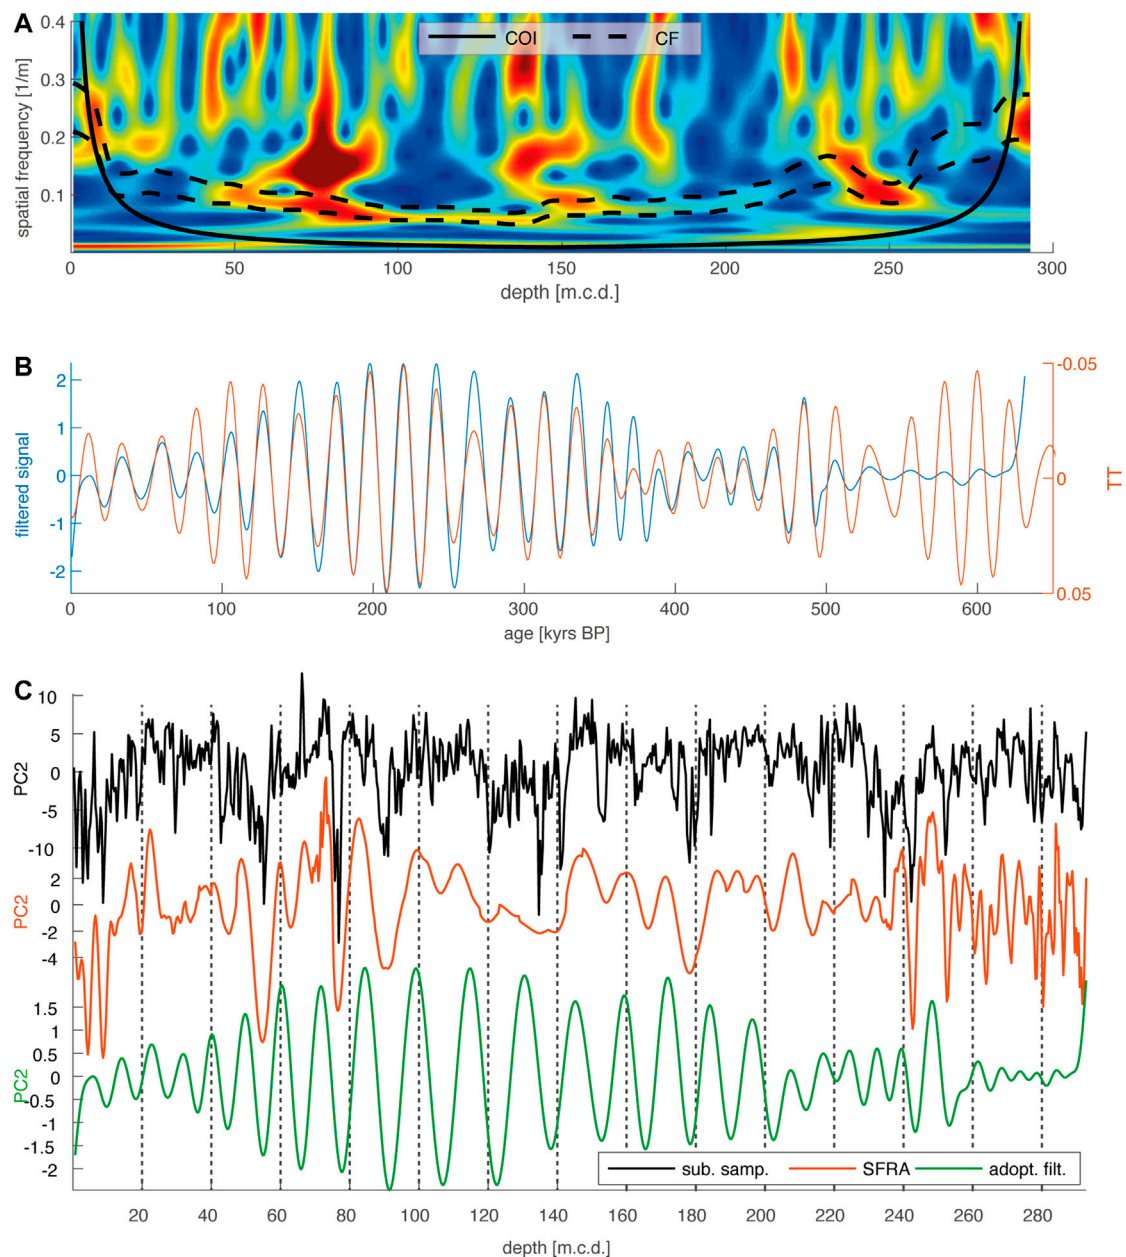 A
0.4
0.3
0.2
0.1
spatial frequency [1/m]
COI CF
0 50 100 150 200 250 300
depth [m.c.d.]
B
2
1
0
-1
-2
filtered signal
-0.05
0
0.05
TT
0 100 200 300 400 500 600
age [kyrs BP]
C
10
5
0
-5
-10
PC2
2
0
-2
-4
PC2
1.5
1
0.5
0
-0.5
-1
-1.5
-2
PC2
sub. samp. SFRA adopt. filt.
20 40 60 80 100 120 140 160 180 200 220 240 260 280
depth [m.c.d.]